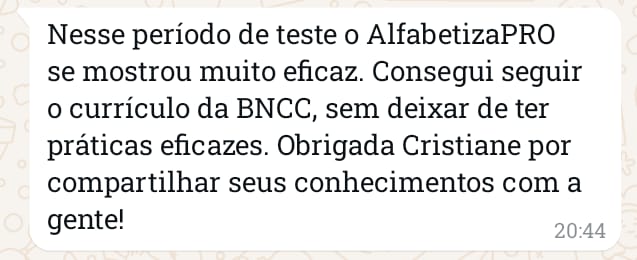 Nesse período de teste o AlfabetizaPRO
se mostrou muito eficaz. Consegui seguir
o currículo da BNCC, sem deixar de ter
práticas eficazes. Obrigada Cristiane por
compartilhar seus conhecimentos com a
gente!
20:44